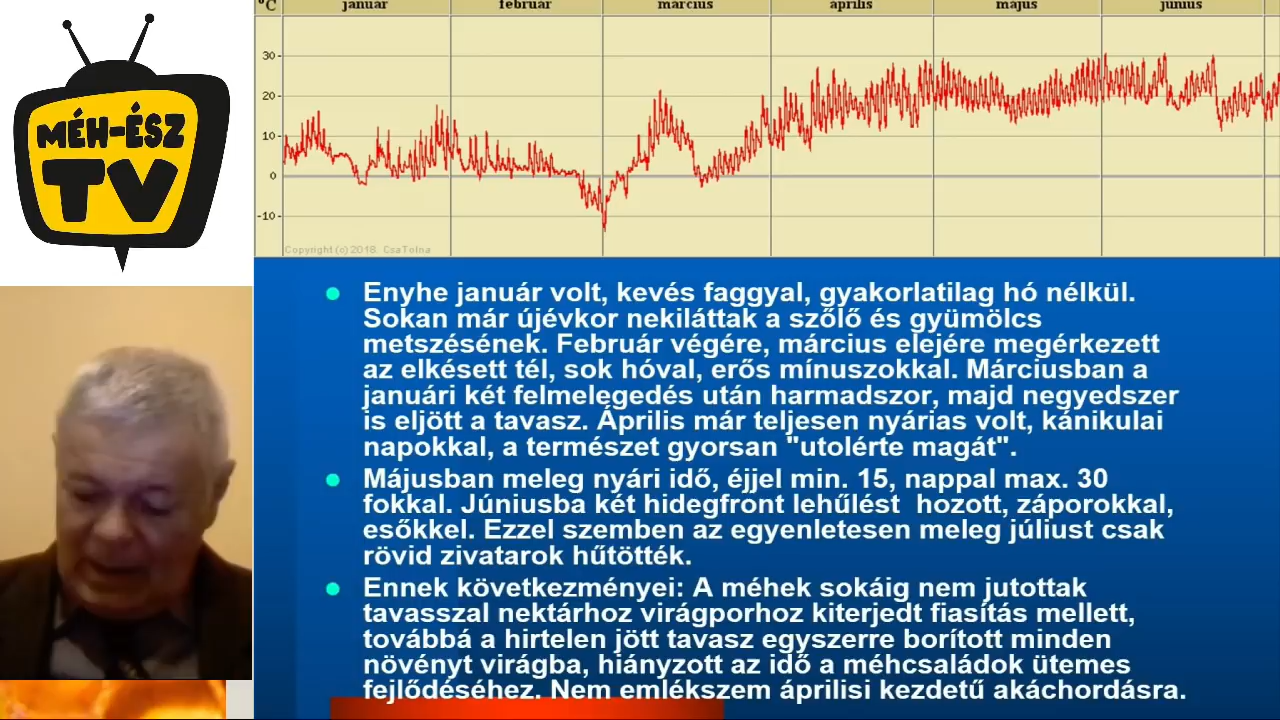 °C január február március április május június
30
20
10
0
-10
Copyright (c) 2018. CsaTolna
MÉH-ÉSZ
TV
Enyhe január volt, kevés faggyal, gyakorlatilag hó nélkül.
Sokan már újévkor nekiláttak a szőlő és gyümölcs
metszésének. Február végére, március elejére megérkezett
az elkésett tél, sok hóval, erős mínuszokkal. Márciusban a
januári két felmelegedés után harmadszor, majd negyedszer
is eljött a tavasz. Április már teljesen nyárias volt, kánikulai
napokkal, a természet gyorsan "utolérte magát".
Májusban meleg nyári idő, éjjel min. 15, nappal max. 30
fokkal. Júniusba két hidegfront lehűlést hozott, záporokkal,
esőkkel. Ezzel szemben az egyenletesen meleg júliust csak
rövid zivatarok hűtötték.
Ennek következményei: A méhek sokáig nem jutottak
tavasszal nektárhoz virágporhoz kiterjedt fiasítás mellett,
továbbá a hirtelen jött tavasz egyszerre borított minden
növényt virágba, hiányzott az idő a méhcsaládok ütemes
fejlődéséhez. Nem emlékszem áprilisi kezdetű akáchordásra.